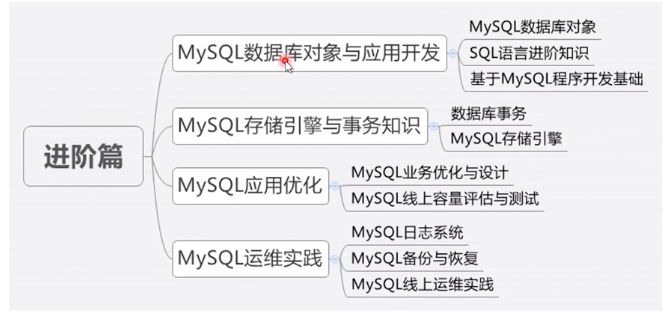 进阶篇
MySQL数据库对象与应用开发
MySQL数据库对象
SQL语言进阶知识
基于MySQL程序开发基础
MySQL存储引擎与事务知识
数据库事务
MySQL存储引擎
MySQL应用优化
MySQL业务优化与设计
MySQL线上容量评估与测试
MySQL运维实践
MySQL日志系统
MySQL备份与恢复
MySQL线上运维实践